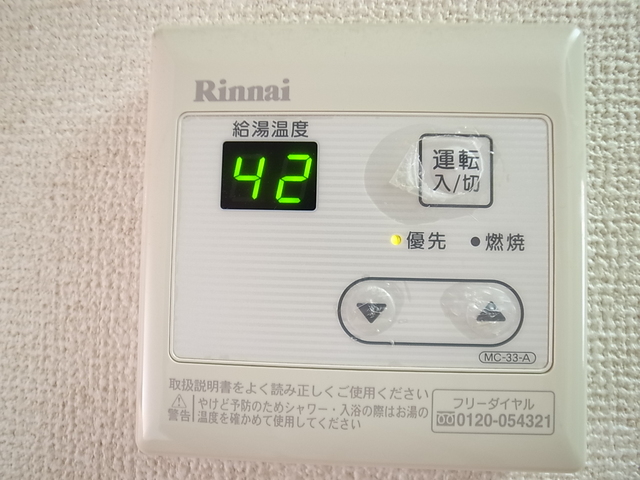 Rinnai
給湯温度
42
運転
入/切
優先
燃焼
MC-33-A
取扱説明書をよく読み正しくご使用ください
警告
やけど予防のためシャワー・入浴の際はお湯の
温度を確かめて使用してください
フリーダイヤル
0120-054321